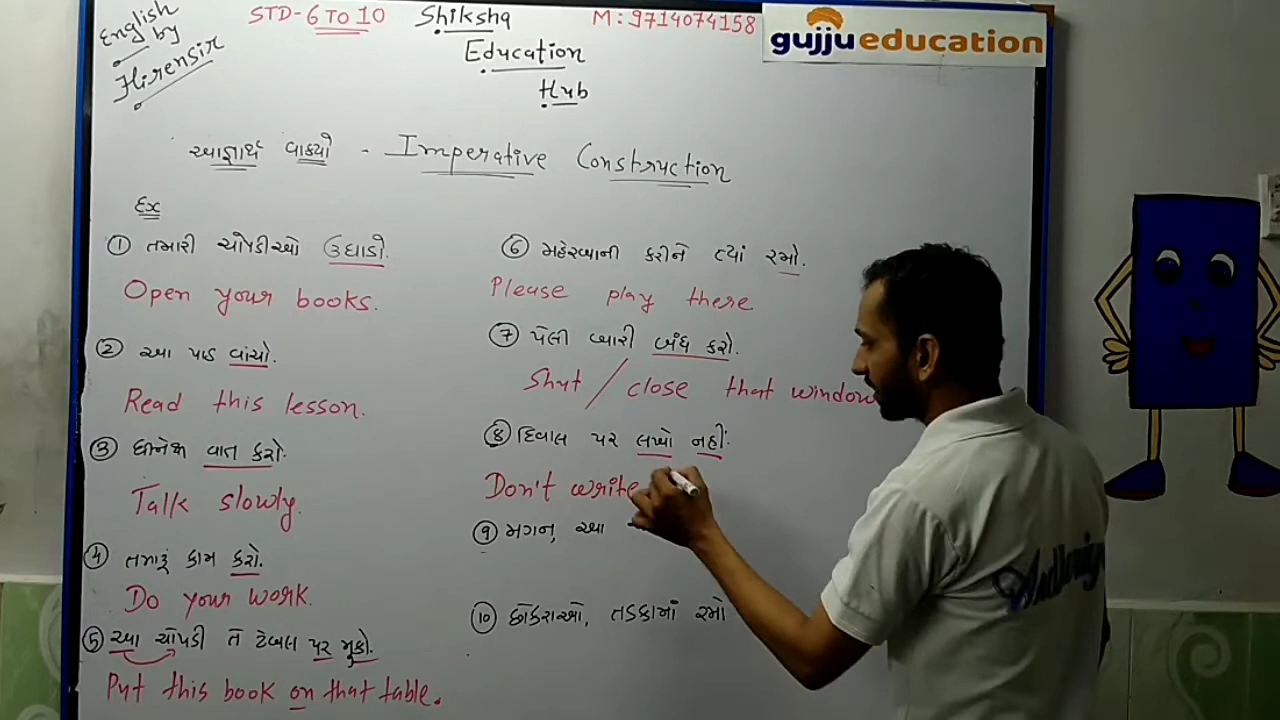 English by Hirensir
STD-6 TO 10
Shiksha
Education
Hub
M: 9714074158
gujju education
આજ્ઞાર્થ વાક્યો - Imperative Construction
Ex
① તમારી ચોપડીઓ ઉઘાડો.
Open your books.
② આ પાઠ વાંચો.
Read this lesson.
③ ધીમેથી વાત કરો.
Talk slowly.
④ તમારું કામ કરો.
Do your work.
⑤ આ ચોપડી તે ટેબલ પર મૂકો.
Put this book on that table.
⑥ મહેરબાની કરીને ત્યાં રમો.
Please play there
⑦ પેલી બારી બંધ કરો.
Shut / close that window
⑧ દિવાલ પર લખો નહીં.
Don't write
⑨ મગન, આ
⑩ છોકરાઓ, તડકામાં રમો